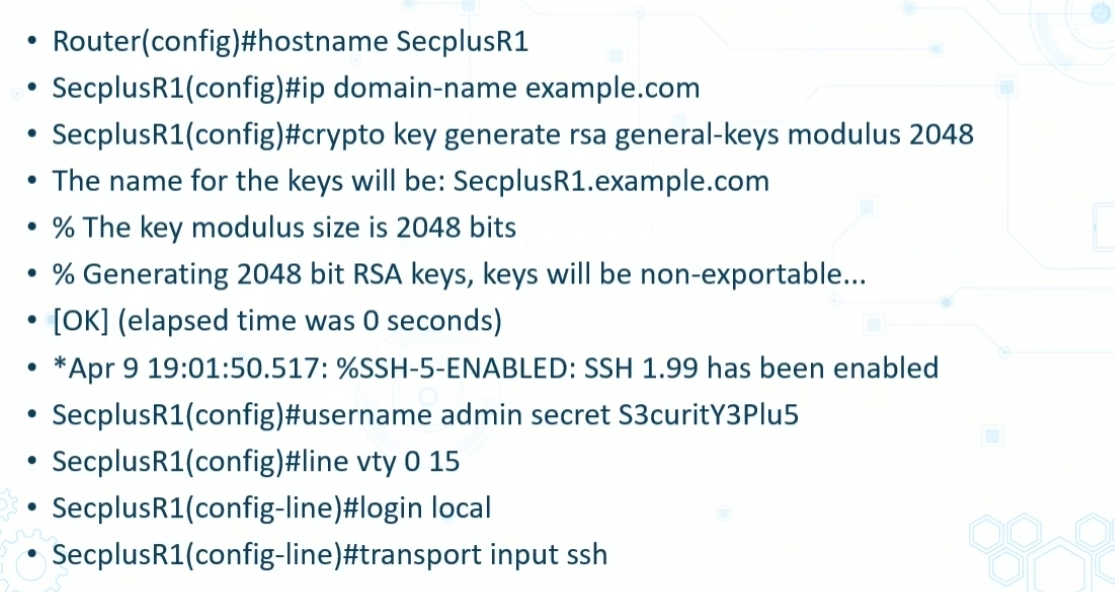 • Router(config)#hostname SecplusR1
• SecplusR1(config)#ip domain-name example.com
• SecplusR1(config)#crypto key generate rsa general-keys modulus 2048
• The name for the keys will be: SecplusR1.example.com
• % The key modulus size is 2048 bits
• % Generating 2048 bit RSA keys, keys will be non-exportable...
• [OK] (elapsed time was 0 seconds)
• *Apr 9 19:01:50.517: %SSH-5-ENABLED: SSH 1.99 has been enabled
• SecplusR1(config)#username admin secret S3curitY3Plu5
• SecplusR1(config)#line vty 0 15
• SecplusR1(config-line)#login local
• SecplusR1(config-line)#transport input ssh